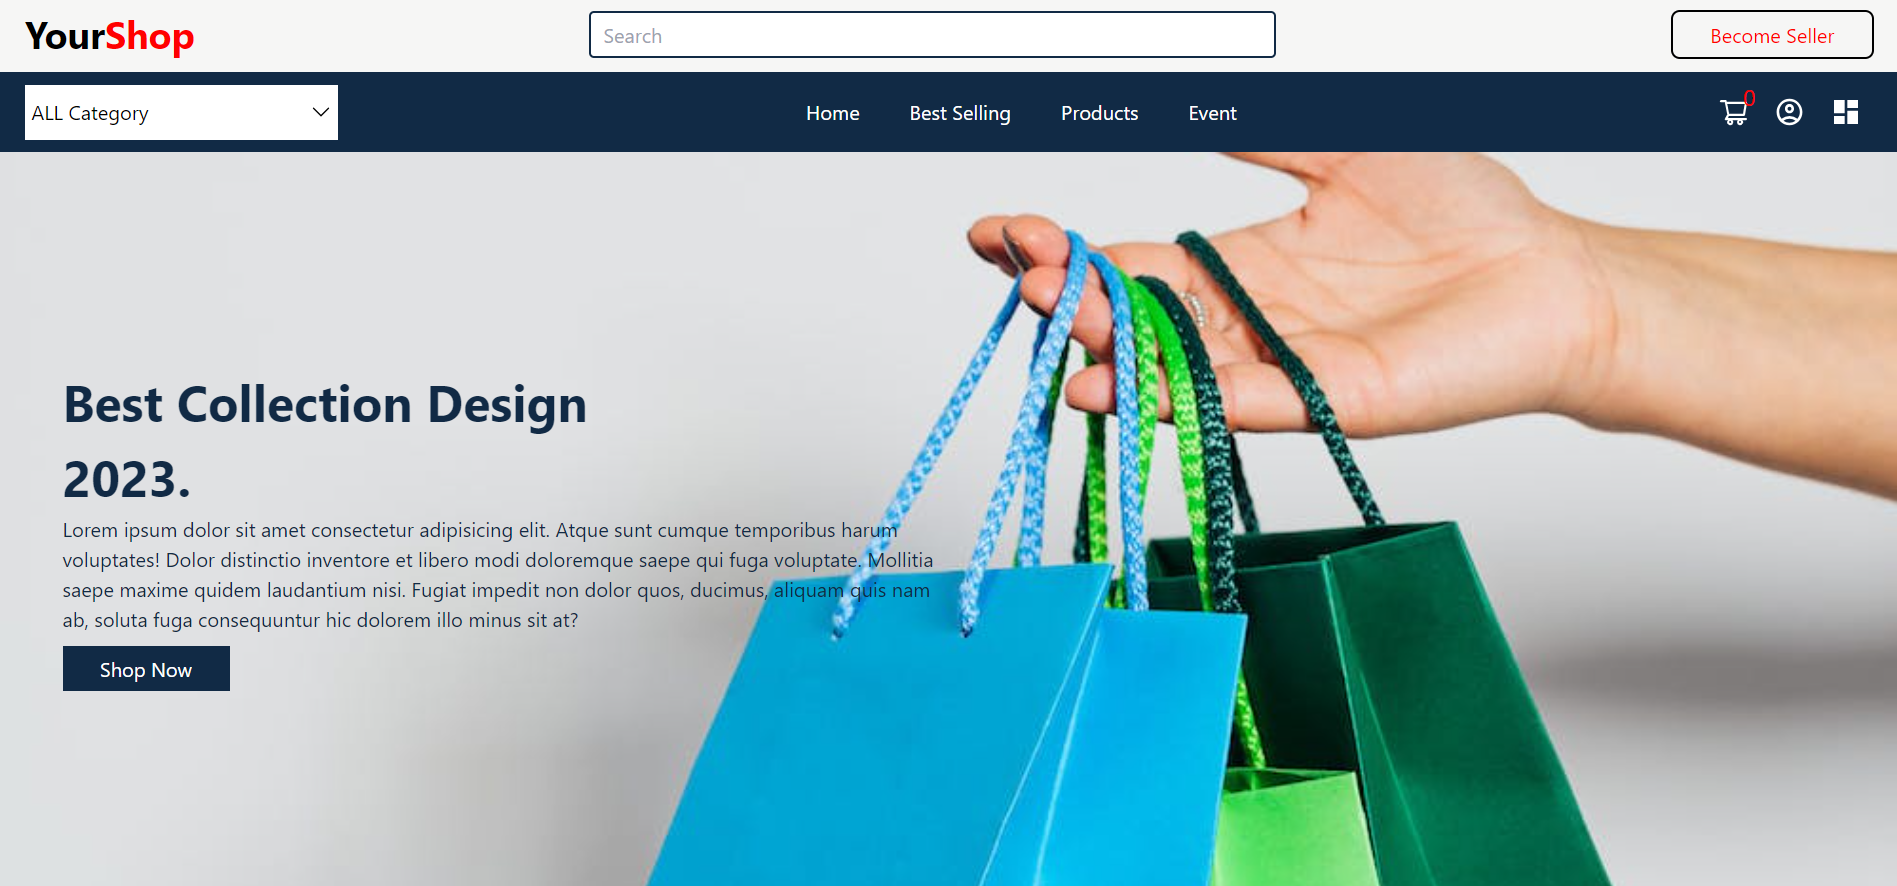 YourShop
Search
Become Seller
ALL Category
Home
Best Selling
Products
Event
0
Best Collection Design
2023.
Lorem ipsum dolor sit amet consectetur adipisicing elit. Atque sunt cumque temporibus harum
voluptates! Dolor distinctio inventore et libero modi doloremque saepe qui fuga voluptate. Mollitia
saepe maxime quidem laudantium nisi. Fugiat impedit non dolor quos, ducimus, aliquam quis nam
ab, soluta fuga consequuntur hic dolorem illo minus sit at?
Shop Now